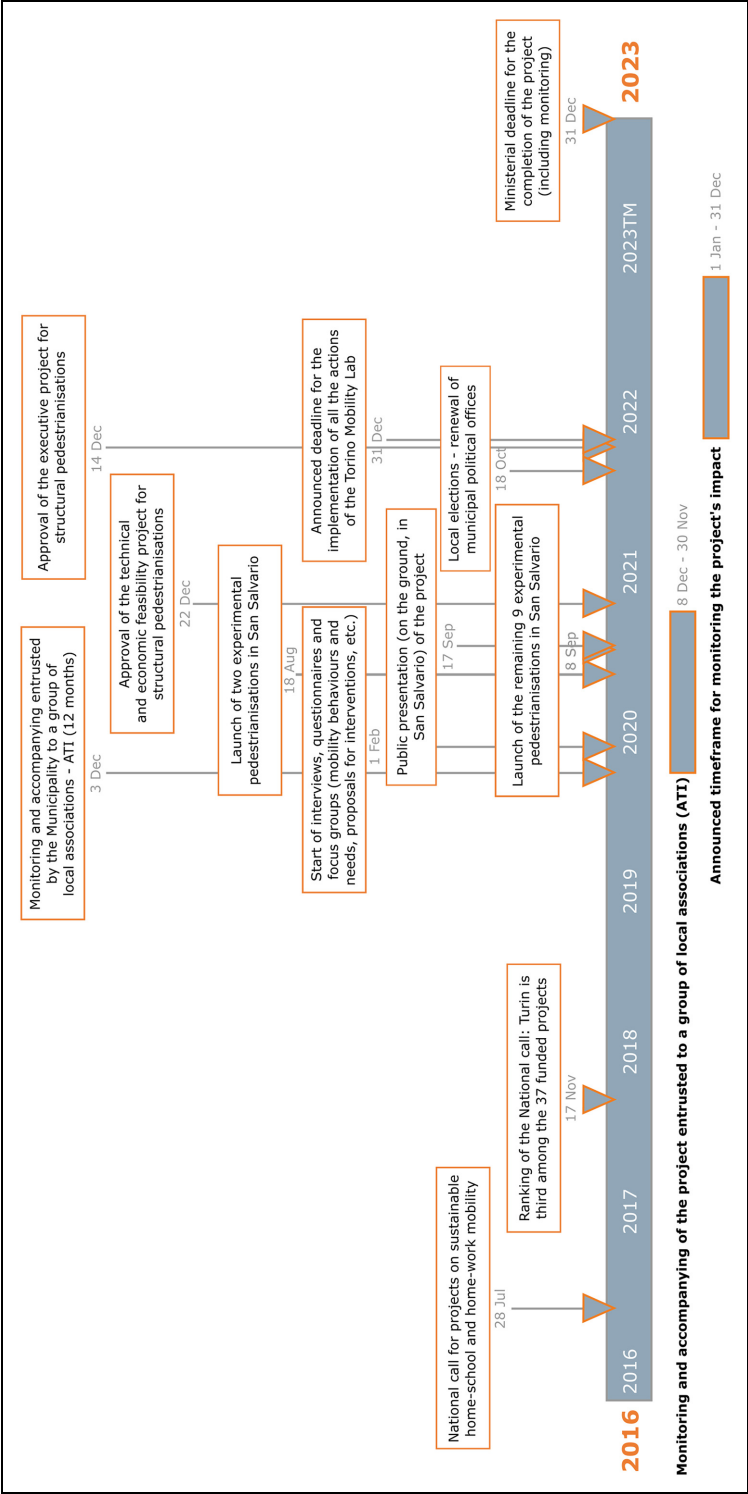 Monitoring and accompanying entrusted
by the Municipality to a group of
local associations - ATI (12 months)
3 Dec
Approval of the executive project for
structural pedestrianisations
14 Dec
Approval of the technical
and economic feasibility project for
structural pedestrianisations
22 Dec
Launch of two experimental
pedestrianisations in San Salvario
18 Aug
Start of interviews, questionnaires and
focus groups (mobility behaviours and
needs, proposals for interventions, etc.)
1 Feb
Announced deadline for the
implementation of all the actions
of the Torino Mobility Lab
31 Dec
Public presentation (on the ground, in
San Salvario) of the project
17 Sep
National call for projects on sustainable
home-school and home-work mobility
28 Jul
Local elections - renewal of
municipal political offices
18 Oct
Ranking of the National call: Turin is
third among the 37 funded projects
17 Nov
Launch of the remaining 9 experimental
pedestrianisations in San Salvario
8 Sep
Ministerial deadline for the
completion of the project
(including monitoring)
31 Dec
2016
2016
2017
2018
2019
2020
2021
2022
2023TM
2023
Monitoring and accompanying of the project entrusted to a group of local associations (ATI)
8 Dec - 30 Nov
Announced timeframe for monitoring the project's impact
1 Jan - 31 Dec